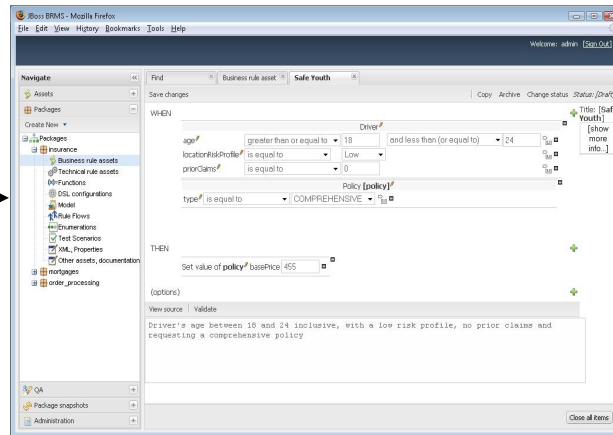 JBoss BRMS - Mozilla Firefox
File Edit View History Bookmarks Tools Help
Welcome: admin [Sign Out]
Navigate
Find Business rule asset Safe Youth
Assets
Save changes Copy Archive Change status Status: [Draft
Packages
Create New
WHEN
Title: [Saf
Youth]
[show
more
info...]
Packages
insurance
Business rule assets
Technical rule assets
Functions
DSL configurations
Model
Rule Flows
Enumerations
Test Scenarios
XML, Properties
Other assets, documentation
mortgages
order_processing
Driver
age greater than or equal to 18 and less than (or equal to) 24
locationRiskProfile is equal to Low
priorClaims is equal to 0
Policy [policy]
type is equal to COMPREHENSIVE
THEN
Set value of policy basePrice 455
(options)
View source Validate
Driver's age between 18 and 24 inclusive, with a low risk profile, no prior claims and
requesting a comprehensive policy
QA
Package snapshots
Administration
Close all items